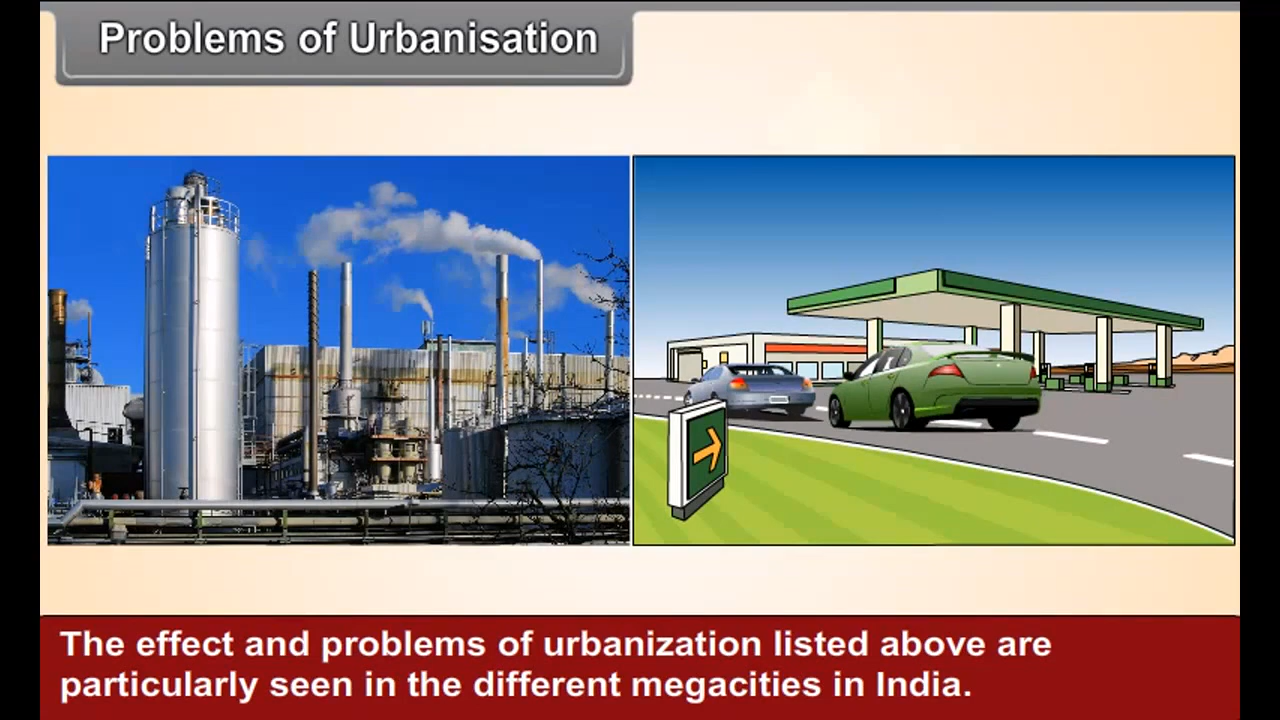 Problems of Urbanisation
The effect and problems of urbanization listed above are
particularly seen in the different megacities in India.